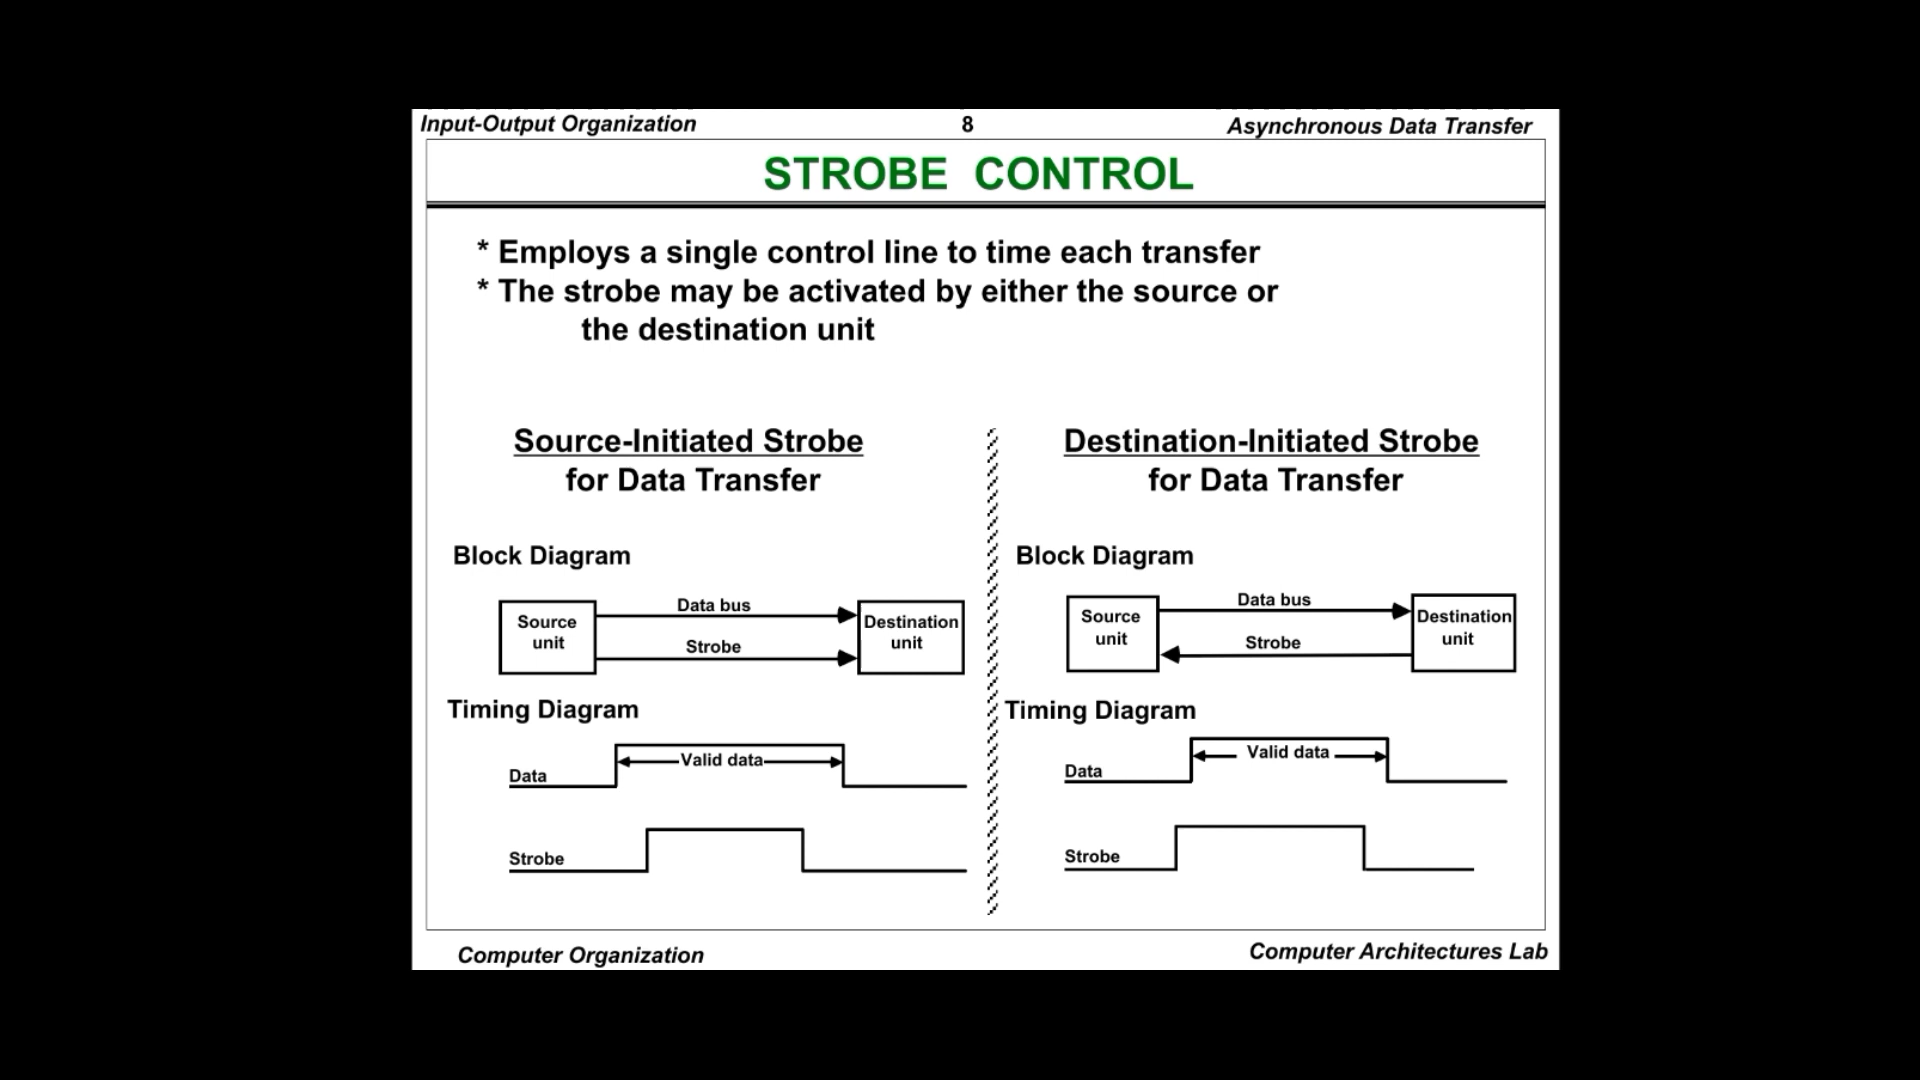 Input-Output Organization
8
Asynchronous Data Transfer
STROBE CONTROL
* Employs a single control line to time each transfer
* The strobe may be activated by either the source or
the destination unit
Source-Initiated Strobe
for Data Transfer
Block Diagram
Data bus
Source
unit
Destination
unit
Strobe
Timing Diagram
Valid data
Data
Strobe
Destination-Initiated Strobe
for Data Transfer
Block Diagram
Data bus
Source
unit
Destination
unit
Strobe
Timing Diagram
Valid data
Data
Strobe
Computer Organization
Computer Architectures Lab